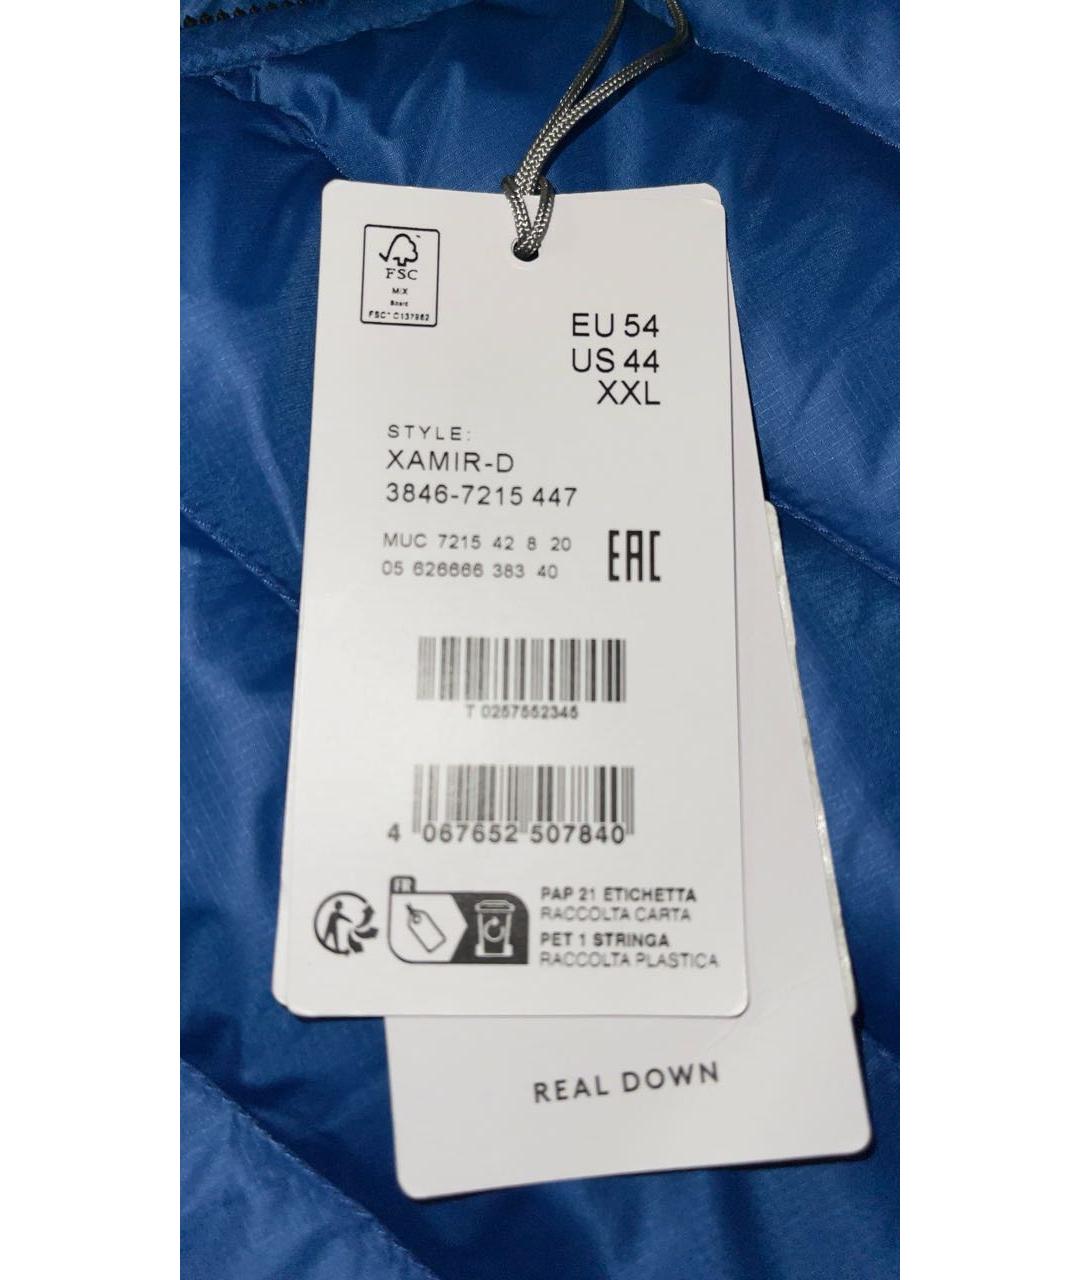 FSC
MIX
Board
FSC® C137982
EU 54
US 44
XXL
STYLE:
XAMIR-D
3846-7215 447
MUC 7215 42 8 20
05 626666 383 40
EAC
T 0257552345
4 067652 507840
FR
PAP 21 ETICHETTA
RACCOLTA CARTA
PET 1 STRINGA
RACCOLTA PLASTICA
REAL DOWN